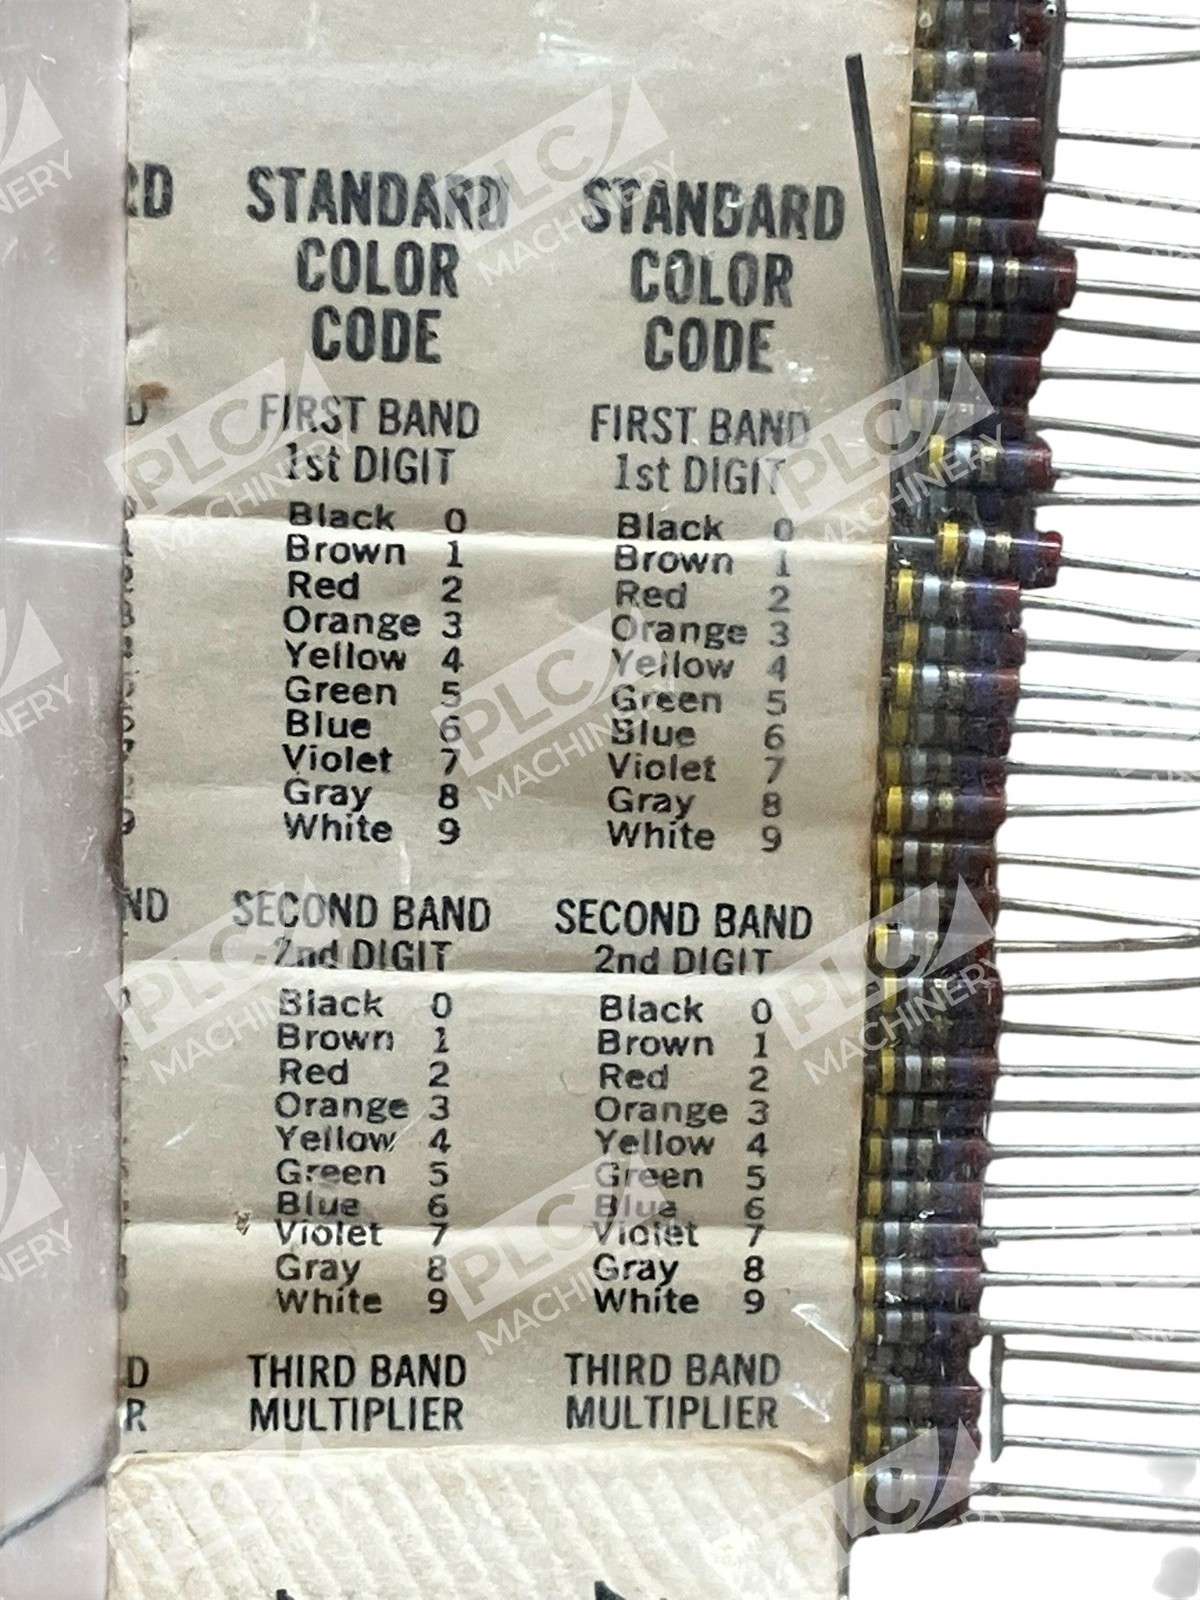 STANDARD
COLOR
CODE
FIRST BAND
1st DIGIT
Black 0
Brown 1
Red 2
Orange 3
Yellow 4
Green 5
Blue 6
Violet 7
Gray 8
White 9
SECOND BAND
2nd DIGIT
Black 0
Brown 1
Red 2
Orange 3
Yellow 4
Green 5
Blue 6
Violet 7
Gray 8
White 9
THIRD BAND
MULTIPLIER
STANDARD
COLOR
CODE
FIRST BAND
1st DIGIT
Black 0
Brown 1
Red 2
Orange 3
Yellow 4
Green 5
Blue 6
Violet 7
Gray 8
White 9
SECOND BAND
2nd DIGIT
Black 0
Brown 1
Red 2
Orange 3
Yellow 4
Green 5
Blue 6
Violet 7
Gray 8
White 9
THIRD BAND
MULTIPLIER
PLC
MACHINERY